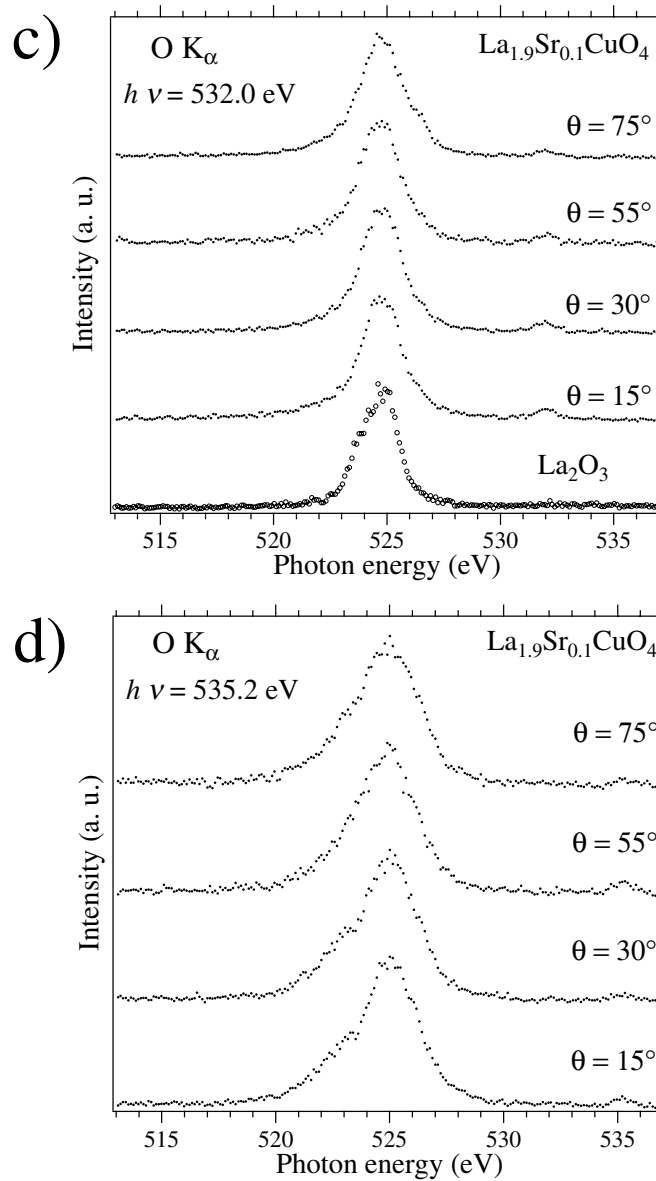 c)
O Kα
La1.9Sr0.1CuO4
h ν = 532.0 eV
θ = 75°
θ = 55°
θ = 30°
θ = 15°
La2O3
Intensity (a. u.)
515 520 525 530 535
Photon energy (eV)
d)
O Kα
La1.9Sr0.1CuO4
h ν = 535.2 eV
θ = 75°
θ = 55°
θ = 30°
θ = 15°
Intensity (a. u.)
515 520 525 530 535
Photon energy (eV)